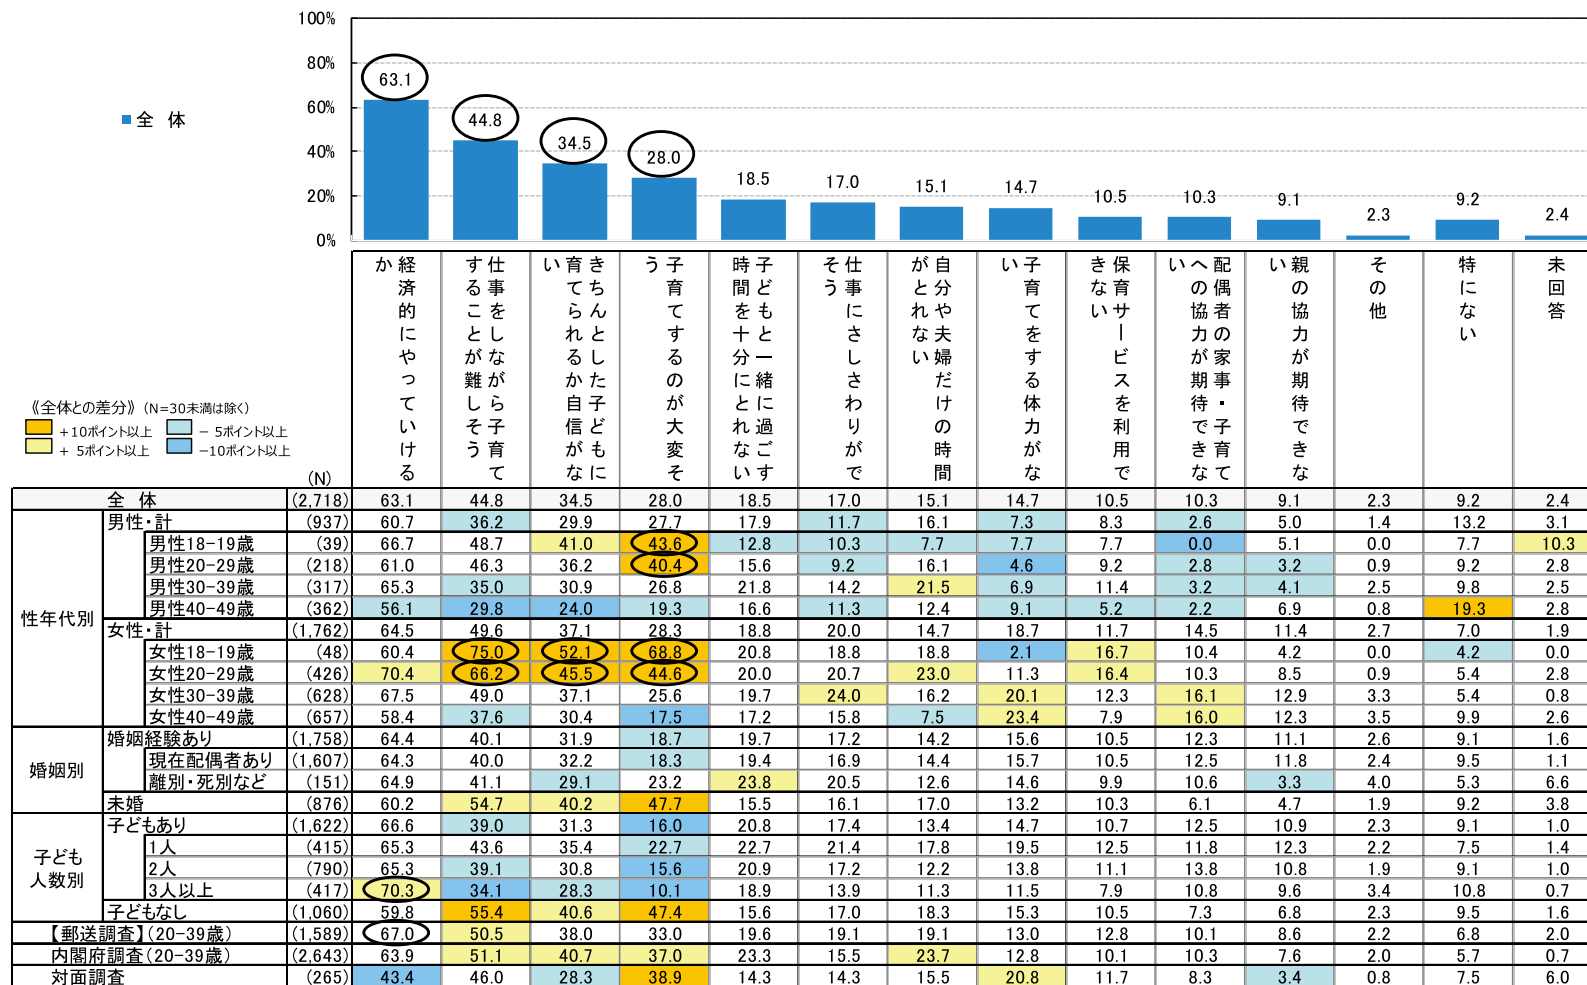 100%
80%
60%
40%
20%
0%
■全 体
63.1 44.8 34.5 28.0 18.5 17.0 15.1 14.7 10.5 10.3 9.1 2.3 9.2 2.4
経済的にやっていける
か
仕事をしながら子育て
することが難しそう
きちんとした子どもに
育てられるか自信がな
い
子育てするのが大変そ
う
子どもと一緒に過ごす
時間を十分にとれない
仕事にさしさわりがで
そう
自分や夫婦だけの時間
がとれない
子育てをする体力がな
い
保育サービスを利用で
きない
配偶者の家事・子育て
への協力が期待できな
い
親の協力が期待できな
い
その他
特にない
未回答
《全体との差分》(N=30未満は除く)
+10ポイント以上 − 5ポイント以上
+ 5ポイント以上 −10ポイント以上
(N)
全 体 (2,718) 63.1 44.8 34.5 28.0 18.5 17.0 15.1 14.7 10.5 10.3 9.1 2.3 9.2 2.4
性年代別
男性・計 (937) 60.7 36.2 29.9 27.7 17.9 11.7 16.1 7.3 8.3 2.6 5.0 1.4 13.2 3.1
男性18-19歳 (39) 66.7 48.7 41.0 43.6 12.8 10.3 7.7 7.7 7.7 0.0 5.1 0.0 7.7 10.3
男性20-29歳 (218) 61.0 46.3 36.2 40.4 15.6 9.2 16.1 4.6 9.2 2.8 3.2 0.9 9.2 2.8
男性30-39歳 (317) 65.3 35.0 30.9 26.8 21.8 14.2 21.5 6.9 11.4 3.2 4.1 2.5 9.8 2.5
男性40-49歳 (362) 56.1 29.8 24.0 19.3 16.6 11.3 12.4 9.1 5.2 2.2 6.9 0.8 19.3 2.8
女性・計 (1,762) 64.5 49.6 37.1 28.3 18.8 20.0 14.7 18.7 11.7 14.5 11.4 2.7 7.0 1.9
女性18-19歳 (48) 60.4 75.0 52.1 68.8 20.8 18.8 18.8 2.1 16.7 10.4 4.2 0.0 4.2 0.0
女性20-29歳 (426) 70.4 66.2 45.5 44.6 20.0 20.7 23.0 11.3 16.4 10.3 8.5 0.9 5.4 2.8
女性30-39歳 (628) 67.5 49.0 37.1 25.6 19.7 24.0 16.2 20.1 12.3 16.1 12.9 3.3 5.4 0.8
女性40-49歳 (657) 58.4 37.6 30.4 17.5 17.2 15.8 7.5 23.4 7.9 16.0 12.3 3.5 9.9 2.6
婚姻別
婚姻経験あり (1,758) 64.4 40.1 31.9 18.7 19.7 17.2 14.2 15.6 10.5 12.3 11.1 2.6 9.1 1.6
現在配偶者あり (1,607) 64.3 40.0 32.2 18.3 19.4 16.9 14.4 15.7 10.5 12.5 11.8 2.4 9.5 1.1
離別・死別など (151) 64.9 41.1 29.1 23.2 23.8 20.5 12.6 14.6 9.9 10.6 3.3 4.0 5.3 6.6
未婚 (876) 60.2 54.7 40.2 47.7 15.5 16.1 17.0 13.2 10.3 6.1 4.7 1.9 9.2 3.8
子ども
人数別
子どもあり (1,622) 66.6 39.0 31.3 16.0 20.8 17.4 13.4 14.7 10.7 12.5 10.9 2.3 9.1 1.0
1人 (415) 65.3 43.6 35.4 22.7 22.7 21.4 17.8 19.5 12.5 11.8 12.3 2.2 7.5 1.4
2人 (790) 65.3 39.1 30.8 15.6 20.9 17.2 12.2 13.8 11.1 13.8 10.8 1.9 9.1 1.0
3人以上 (417) 70.3 34.1 28.3 10.1 18.9 13.9 11.3 11.5 7.9 10.8 9.6 3.4 10.8 0.7
子どもなし (1,060) 59.8 55.4 40.6 47.4 15.6 17.0 18.3 15.3 10.5 7.3 6.8 2.3 9.5 1.6
【郵送調査】(20-39歳) (1,589) 67.0 50.5 38.0 33.0 19.6 19.1 19.1 13.0 12.8 10.1 8.6 2.2 6.8 2.0
内閣府調査(20-39歳) (2,643) 63.9 51.1 40.7 37.0 23.3 15.5 23.7 12.8 10.1 10.3 7.6 2.0 5.7 0.7
対面調査 (265) 43.4 46.0 28.3 38.9 14.3 14.3 15.5 20.8 11.7 8.3 3.4 0.8 7.5 6.0